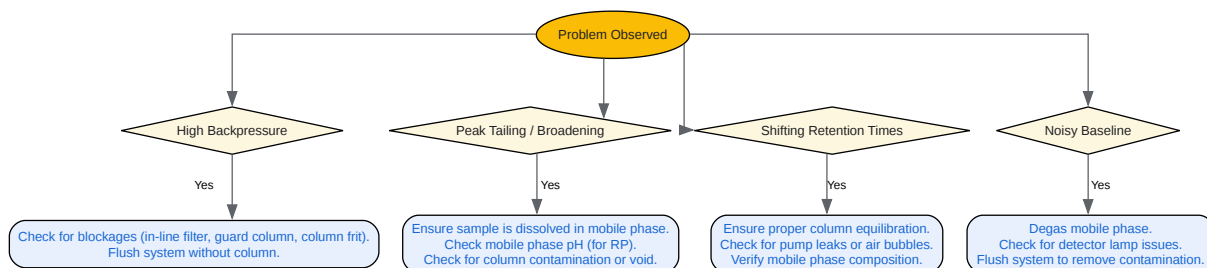 Problem Observed
High Backpressure
Peak Tailing / Broadening
Shifting Retention Times
Noisy Baseline
Yes
Yes
Yes
Yes
Check for blockages (in-line filter, guard column, column frit).
Flush system without column.
Ensure sample is dissolved in mobile phase.
Check mobile phase pH (for RP).
Check for column contamination or void.
Ensure proper column equilibration.
Check for pump leaks or air bubbles.
Verify mobile phase composition.
Degas mobile phase.
Check for detector lamp issues.
Flush system to remove contamination.